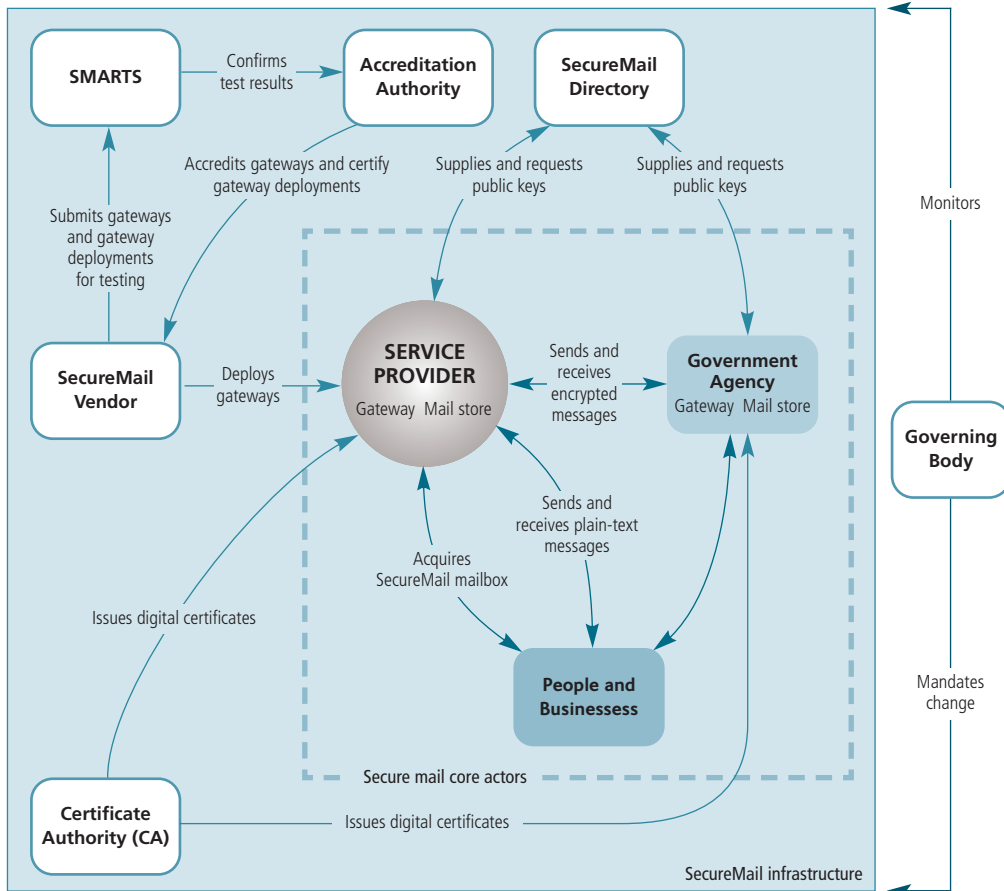 SMARTS
Confirms
test results
Accreditation
Authority
SecureMail
Directory
Accredits gateways and certify
gateway deployments
Supplies and requests
public keys
Supplies and requests
public keys
Monitors
Submits gateways
and gateway
deployments
for testing
SecureMail
Vendor
Deploys
gateways
SERVICE
PROVIDER
Gateway Mail store
Sends and
receives
encrypted
messages
Government
Agency
Gateway Mail store
Governing
Body
Sends and
receives plain-text
messages
Acquires
SecureMail mailbox
Issues digital certificates
People and
Businessess
Mandates
change
Secure mail core actors
Certificate
Authority (CA)
Issues digital certificates
SecureMail infrastructure